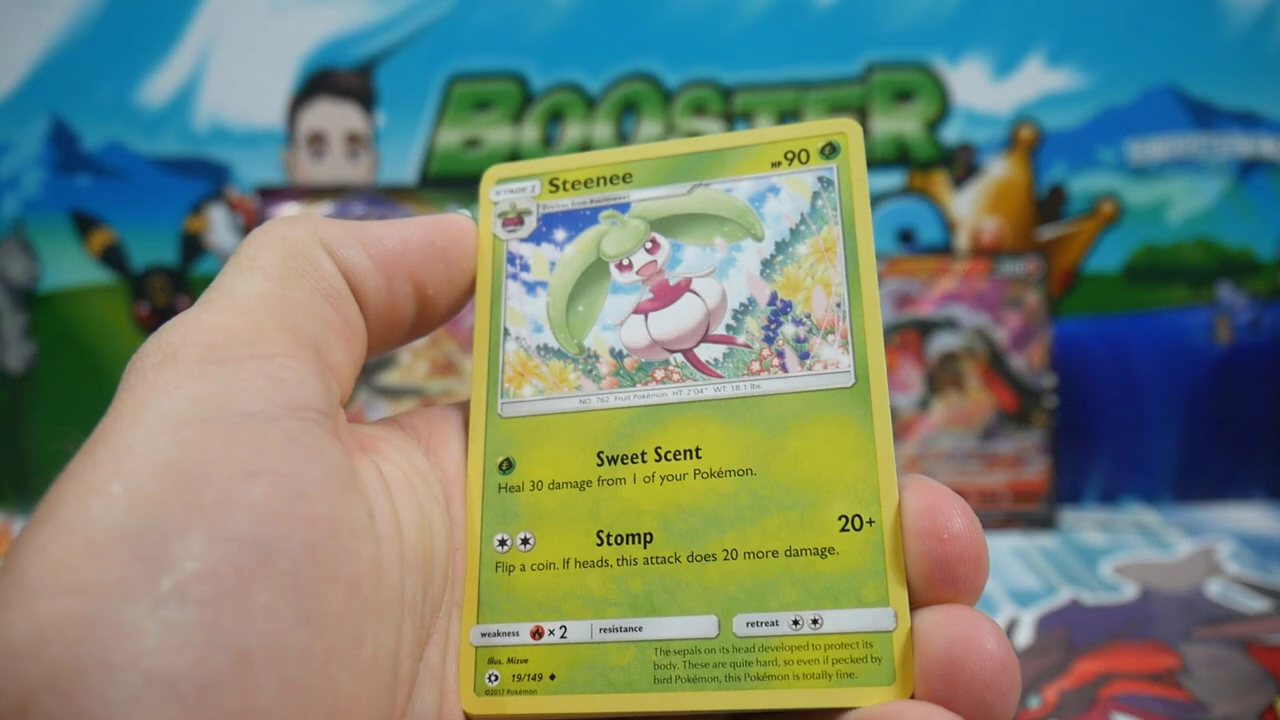 BOOSTER
Steenee
HP 90
Evolves from Bounsweet
NO. 762 Fruit Pokémon HT: 2'04" WT: 18.1 lbs.
Sweet Scent
Heal 30 damage from 1 of your Pokémon.
Stomp 20+
Flip a coin. If heads, this attack does 20 more damage.
weakness ×2 resistance retreat
Illus. Mizue
19/149
©2017 Pokémon
The sepals on its head developed to protect its
body. These are quite hard, so even if pecked by
bird Pokémon, this Pokémon is totally fine.